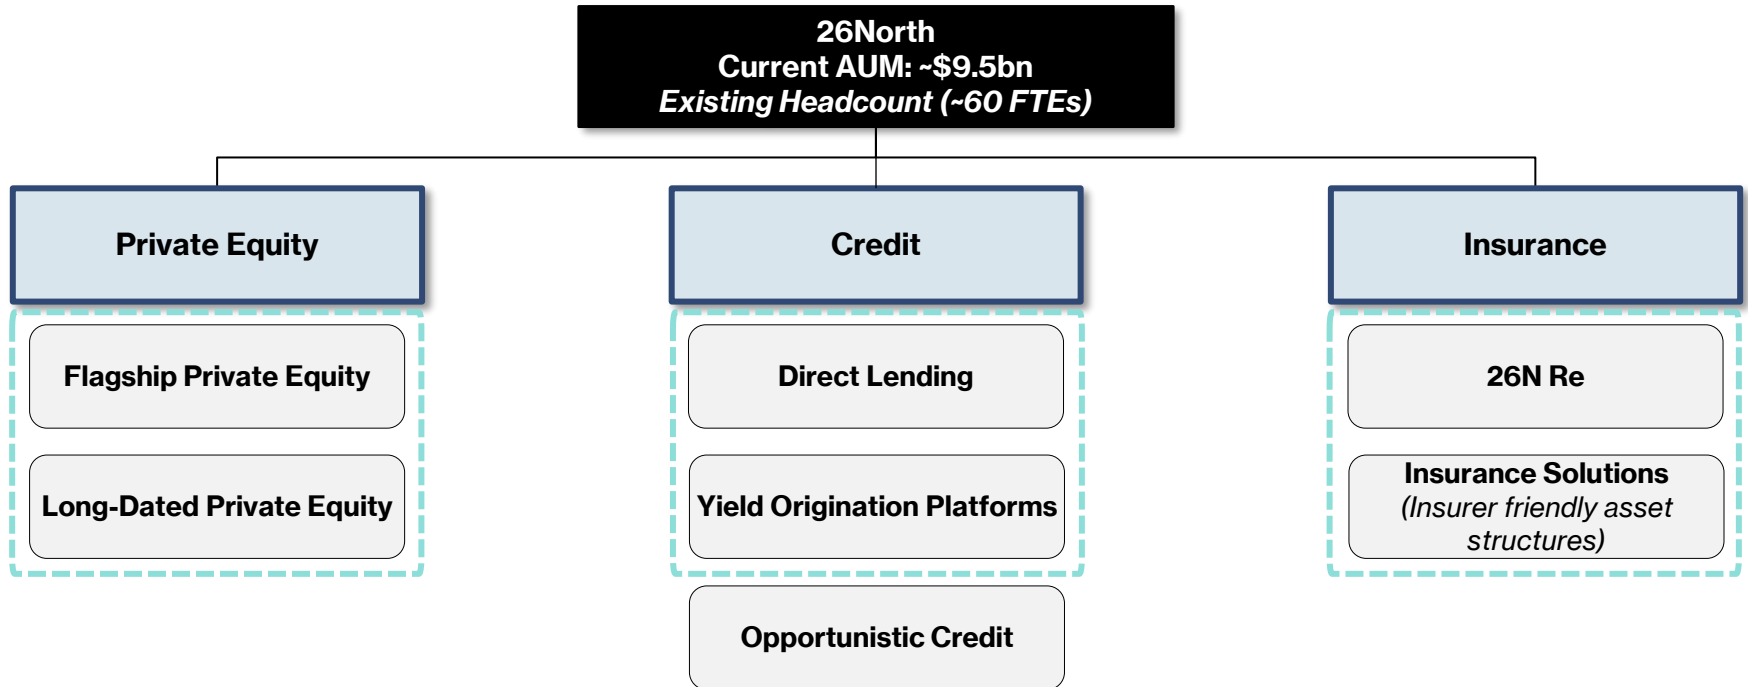 26North
Current AUM: ~$9.5bn
Existing Headcount (~60 FTEs)
Private Equity
Credit
Insurance
Flagship Private Equity
Direct Lending
26N Re
Long-Dated Private Equity
Yield Origination Platforms
Insurance Solutions
(Insurer friendly asset
structures)
Opportunistic Credit